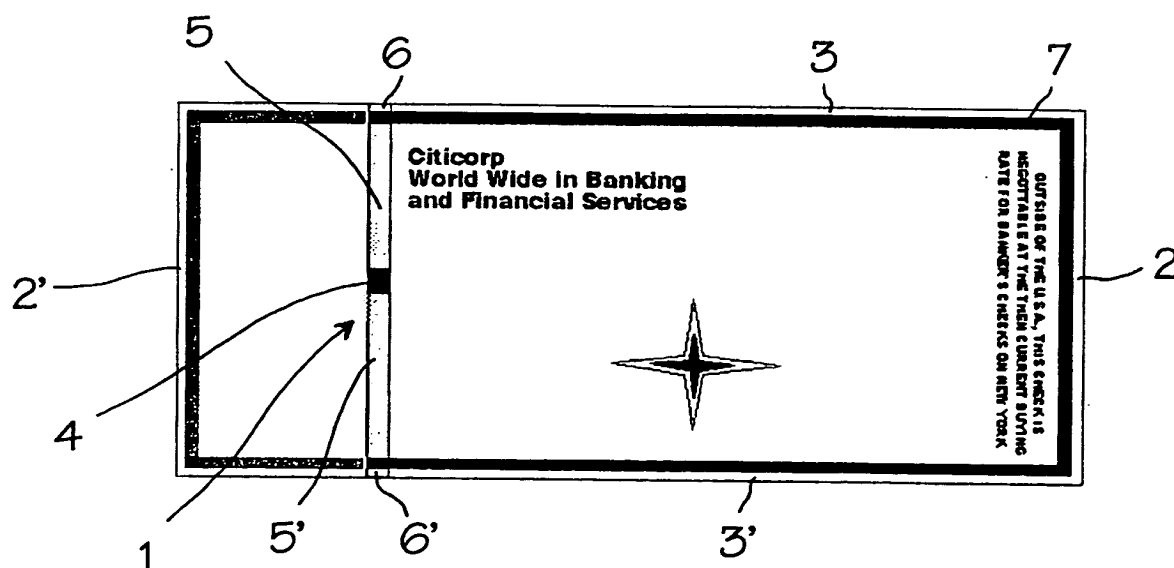 5
6
3
7
Citicorp
World Wide in Banking
and Financial Services
OUTSIDE OF THE U.S.A., THIS CHECK IS
NEGOTIABLE AT THE THEN CURRENT BUYING
RATE FOR BANKER'S CHECKS ON NEW YORK
2'
2
4
1
5'
6'
3'